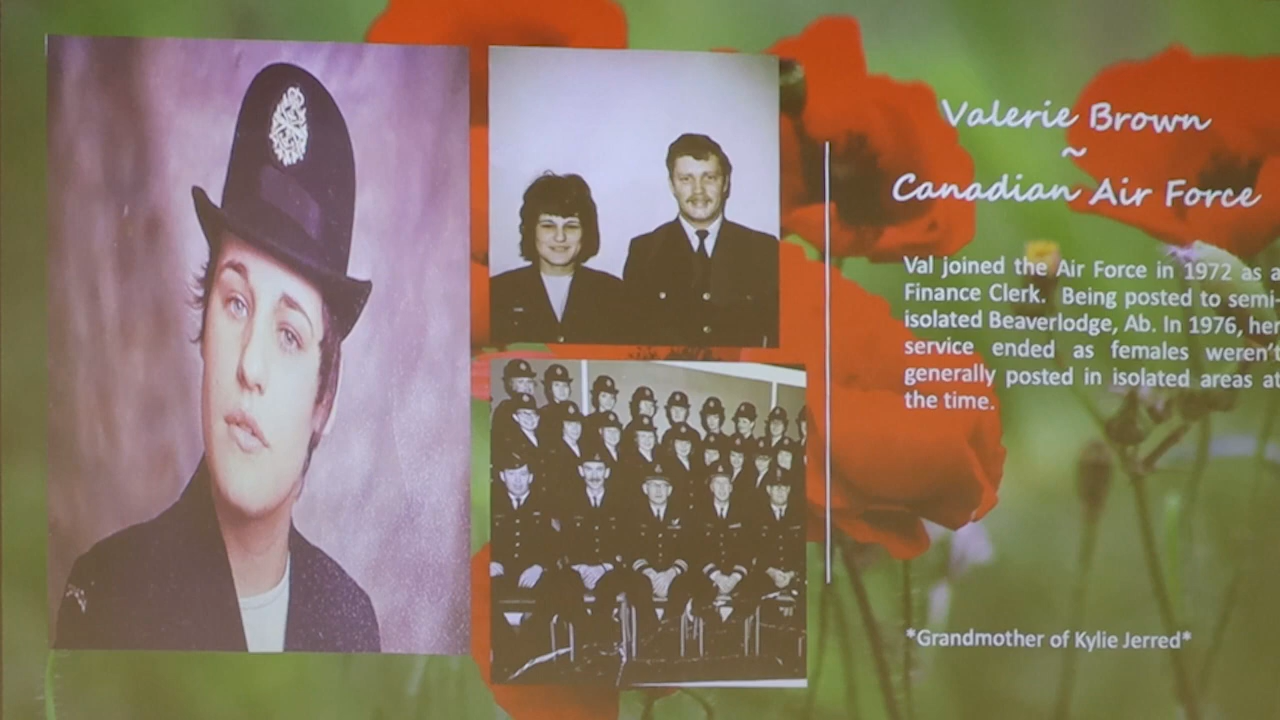 Valerie Brown
~
Canadian Air Force
Val joined the Air Force in 1972 as a
Finance Clerk. Being posted to semi-
isolated Beaverlodge, Ab. In 1976, her
service ended as females weren't
generally posted in isolated areas at
the time.
*Grandmother of Kylie Jerred*